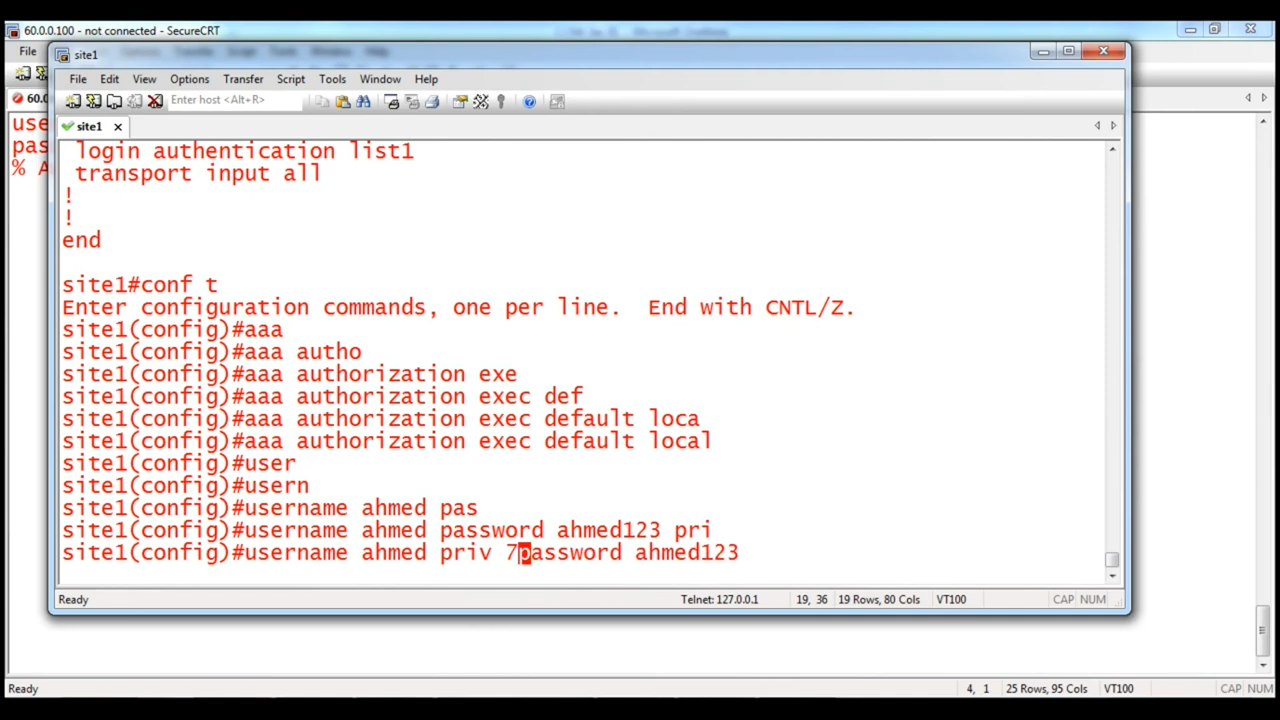 60.0.0.100 - not connected - SecureCRT
File
site1
File Edit View Options Transfer Script Tools Window Help
Enter host <Alt+R>
60.0
site1
use
pas
% A
login authentication list1
transport input all
!
!
end
site1#conf t
Enter configuration commands, one per line. End with CNTL/Z.
site1(config)#aaa
site1(config)#aaa autho
site1(config)#aaa authorization exe
site1(config)#aaa authorization exec def
site1(config)#aaa authorization exec default loca
site1(config)#aaa authorization exec default local
site1(config)#user
site1(config)#usern
site1(config)#username ahmed pas
site1(config)#username ahmed password ahmed123 pri
site1(config)#username ahmed priv 7password ahmed123
Ready Telnet: 127.0.0.1 19, 36 19 Rows, 80 Cols VT100 CAP NUM
Ready 4, 1 25 Rows, 95 Cols VT100 CAP NUM